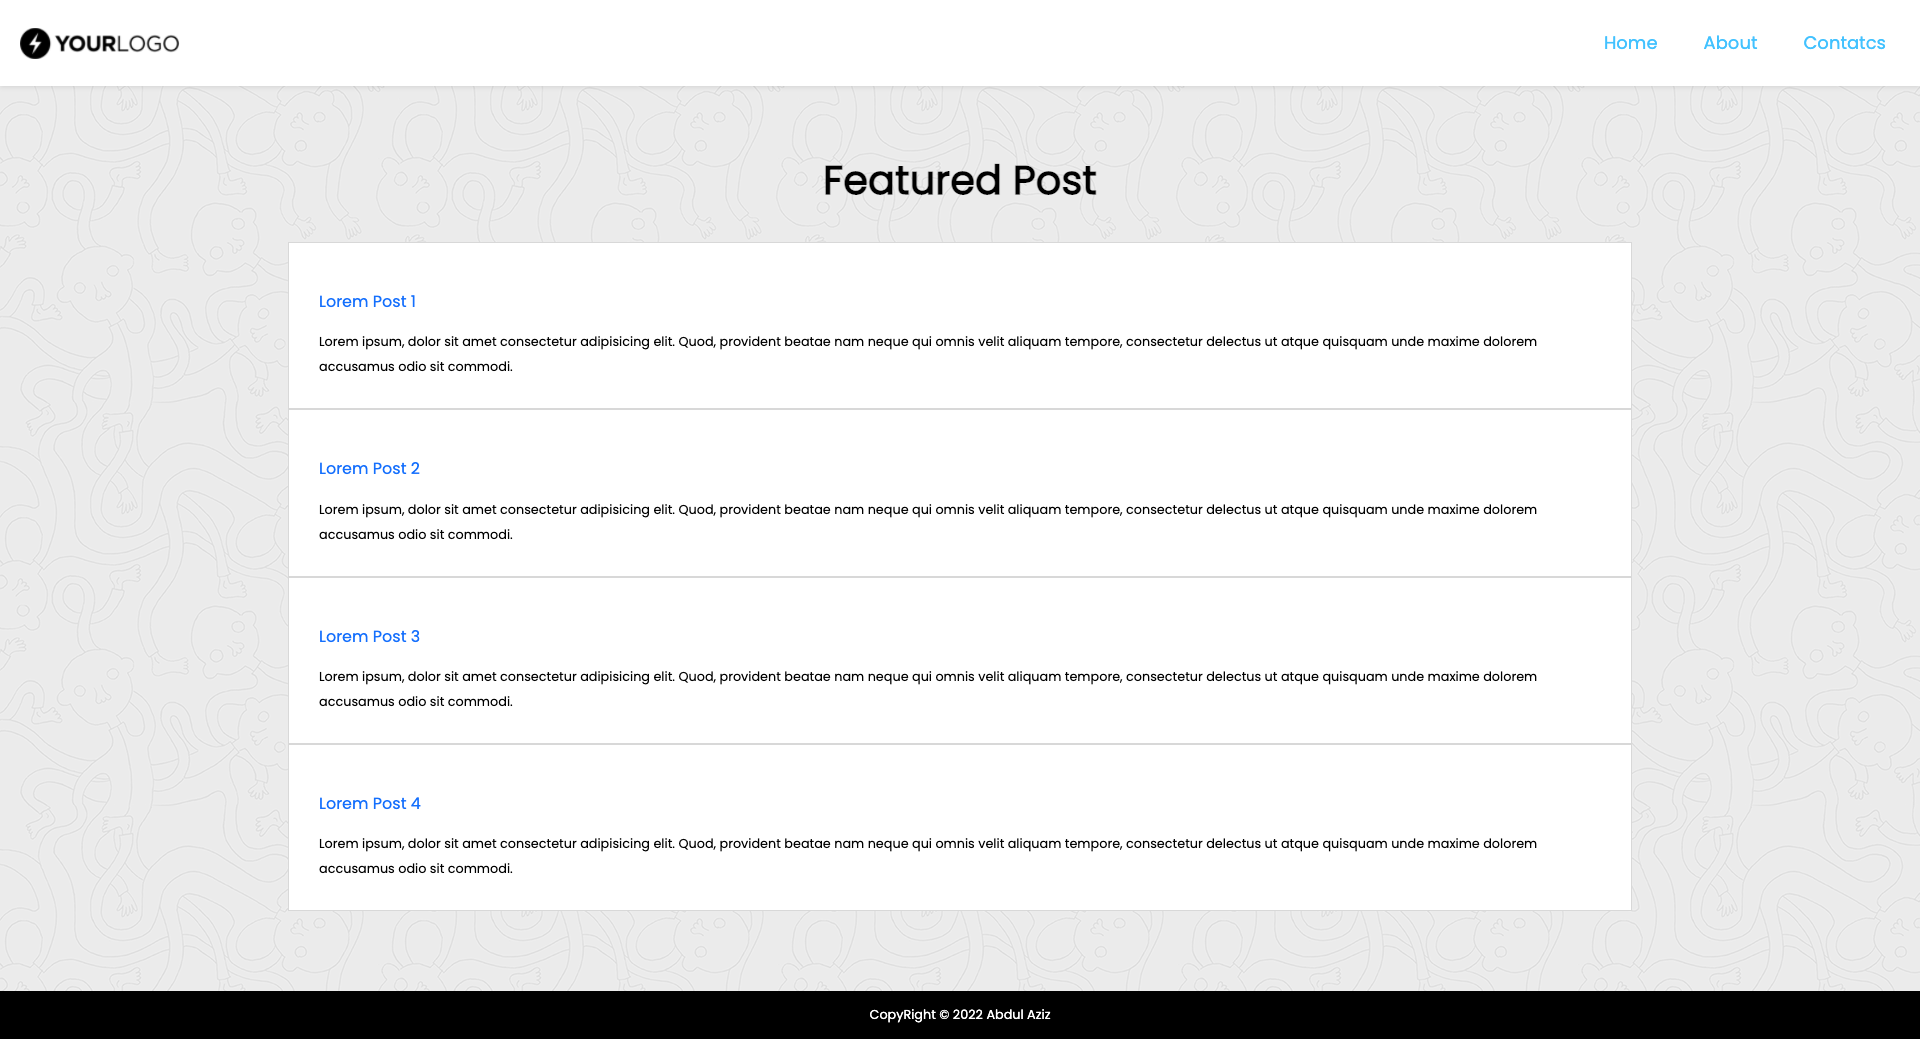 YOURLOGO
Home About Contatcs
Featured Post
Lorem Post 1
Lorem ipsum, dolor sit amet consectetur adipisicing elit. Quod, provident beatae nam neque qui omnis velit aliquam tempore, consectetur delectus ut atque quisquam unde maxime dolorem
accusamus odio sit commodi.
Lorem Post 2
Lorem ipsum, dolor sit amet consectetur adipisicing elit. Quod, provident beatae nam neque qui omnis velit aliquam tempore, consectetur delectus ut atque quisquam unde maxime dolorem
accusamus odio sit commodi.
Lorem Post 3
Lorem ipsum, dolor sit amet consectetur adipisicing elit. Quod, provident beatae nam neque qui omnis velit aliquam tempore, consectetur delectus ut atque quisquam unde maxime dolorem
accusamus odio sit commodi.
Lorem Post 4
Lorem ipsum, dolor sit amet consectetur adipisicing elit. Quod, provident beatae nam neque qui omnis velit aliquam tempore, consectetur delectus ut atque quisquam unde maxime dolorem
accusamus odio sit commodi.
CopyRight © 2022 Abdul Aziz